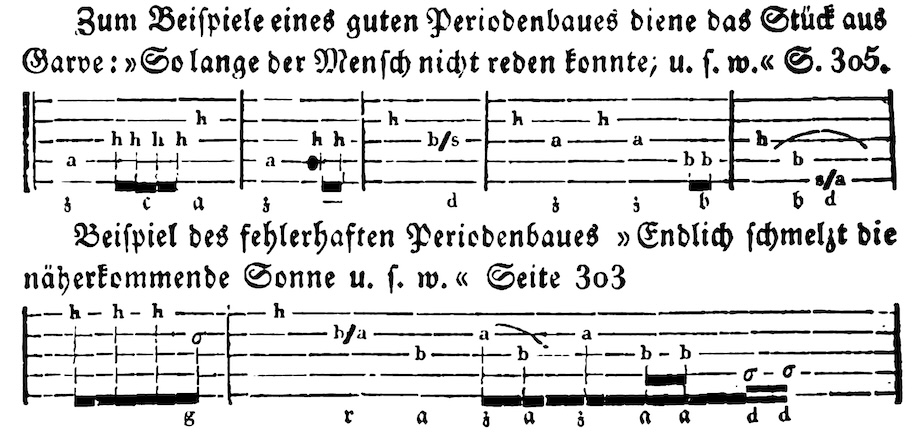 Zum Beiſpiele eines guten Periodenbaues diene das Stück aus
Garve: »So lange der Menſch nicht reden konnte; u. ſ. w.« S. 305.
h h h
h h h h h h b/s a a h
a a b b b
s/a
z c a z — d z z b b d
Beiſpiel des fehlerhaften Periodenbaues »Endlich ſchmelzt die
näherkommende Sonne u. ſ. w.« Seite 303
h h h h
σ b/a a a
b b b b
σ σ
g r a z a z a a d d